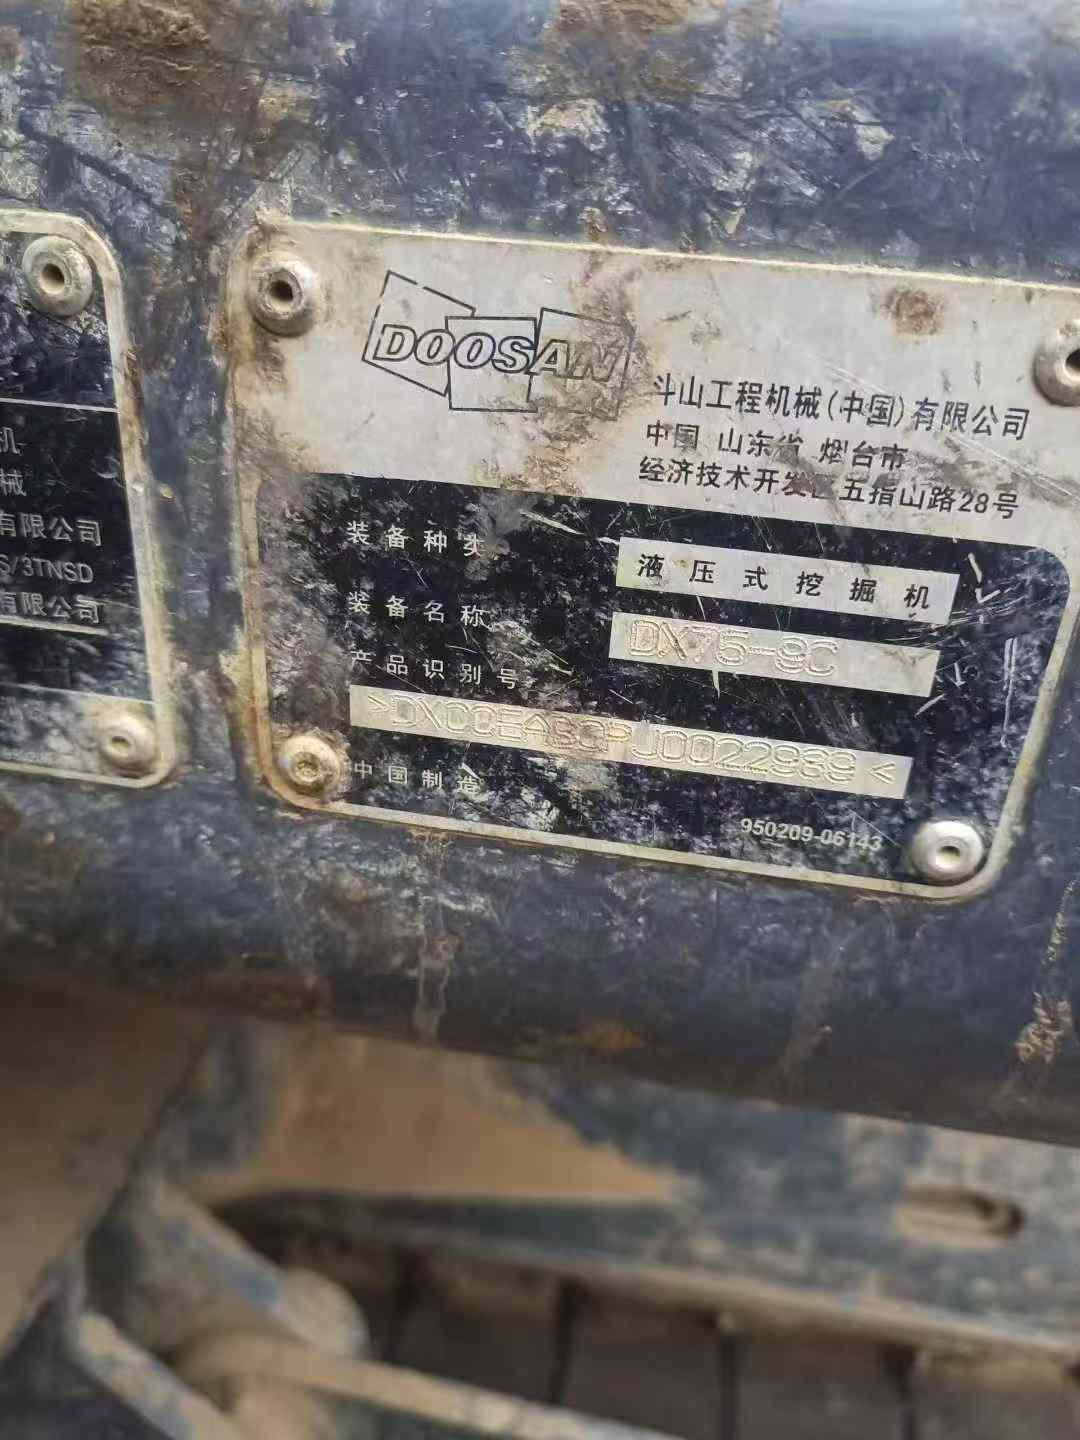 机
械
有限公司
S/3TNSD
有限公司
DOOSAN
斗山工程机械(中国)有限公司
中国 山东省 烟台市
经济技术开发区五指山路28号
装备种类
液压式挖掘机
装备名称
DX75-9C
产品识别号
中国制造
950209-06143